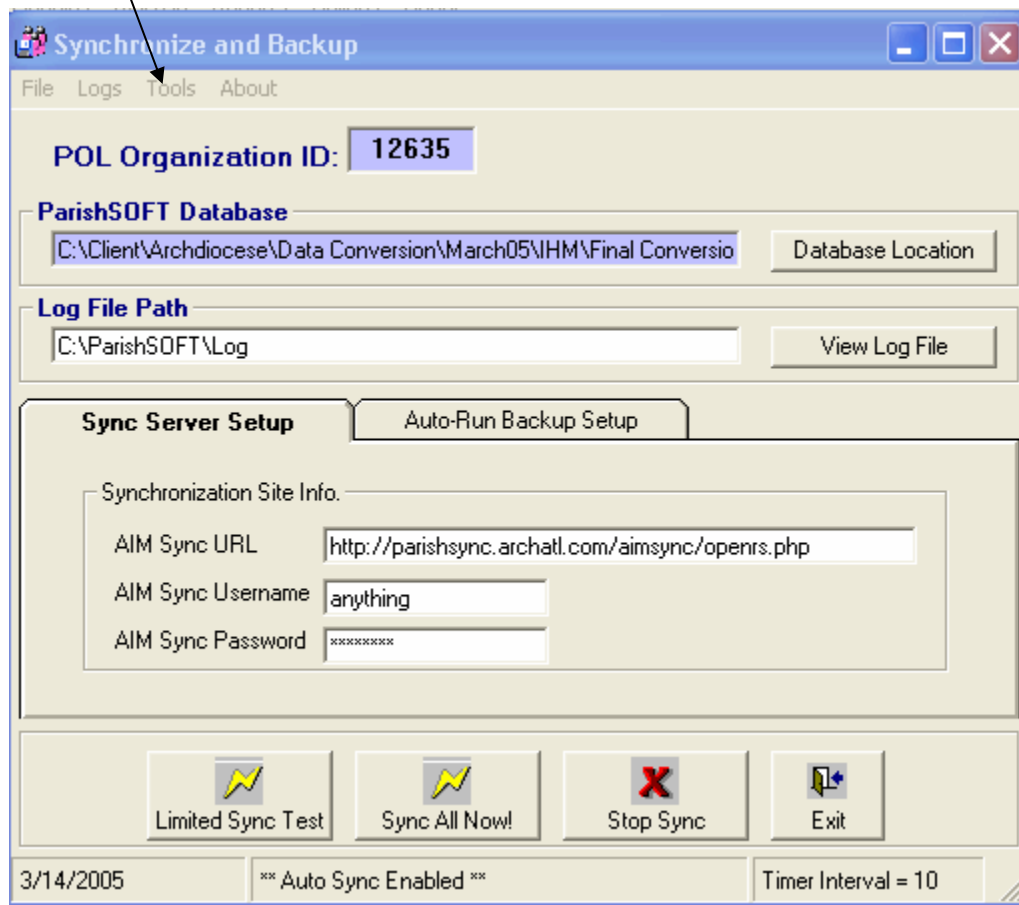 Synchronize and Backup
File Logs Tools About
POL Organization ID: 12635
ParishSOFT Database
C:\Client\Archdiocese\Data Conversion\March05\IHM\Final Conversio Database Location
Log File Path
C:\ParishSOFT\Log View Log File
Sync Server Setup Auto-Run Backup Setup
Synchronization Site Info.
AIM Sync URL http://parishsync.archatl.com/aimsync/openrs.php
AIM Sync Username anything
AIM Sync Password ××××××××
Limited Sync Test Sync All Now! Stop Sync Exit
3/14/2005 ** Auto Sync Enabled ** Timer Interval = 10